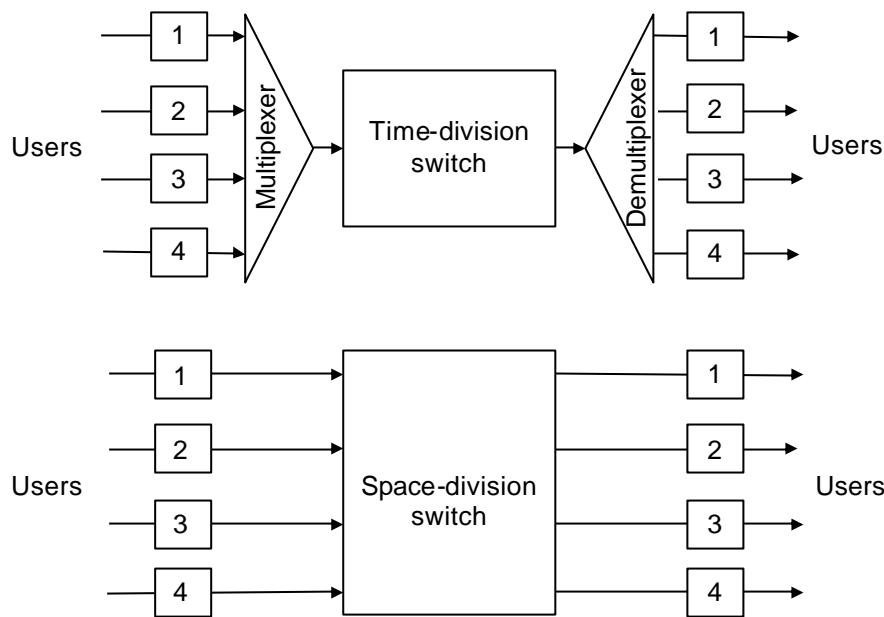 1
1
2
2
Users
Multiplexer
Time-division
switch
Demultiplexer
Users
3
3
4
4
1
1
2
2
Users
Space-division
switch
Users
3
3
4
4